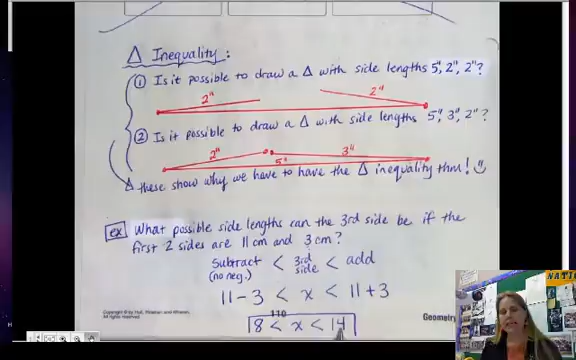 Δ Inequality:
① Is it possible to draw a Δ with side lengths 5", 2", 2"?
2" 2"
② Is it possible to draw a Δ with side lengths 5", 3", 2"?
2" 5" 3"
Δ these show why we have to have the Δ inequality thm!
ex What possible side lengths can the 3rd side be if the
first 2 sides are 11 cm and 3 cm?
Subtract < 3rd side < add
(no neg.)
11 - 3 < x < 11 + 3
110
8 < x < 14
Geometry